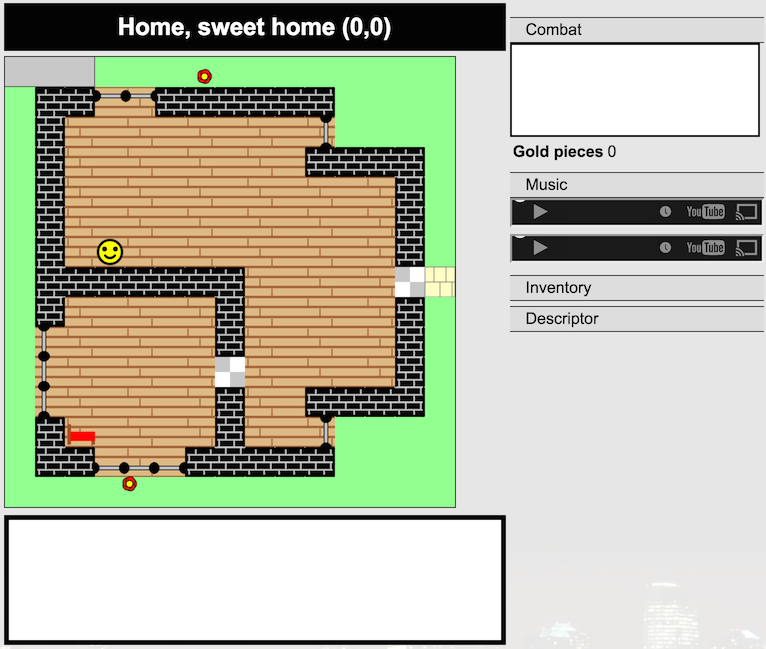 Home, sweet home (0,0)
Combat
Gold pieces 0
Music
YouTube
YouTube
Inventory
Descriptor